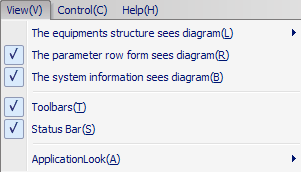 View(V) Control(C) Help(H)
The equipments structure sees diagram(L)
The parameter row form sees diagram(R)
The system information sees diagram(B)
Toolbars(T)
Status Bar(S)
ApplicationLook(A)